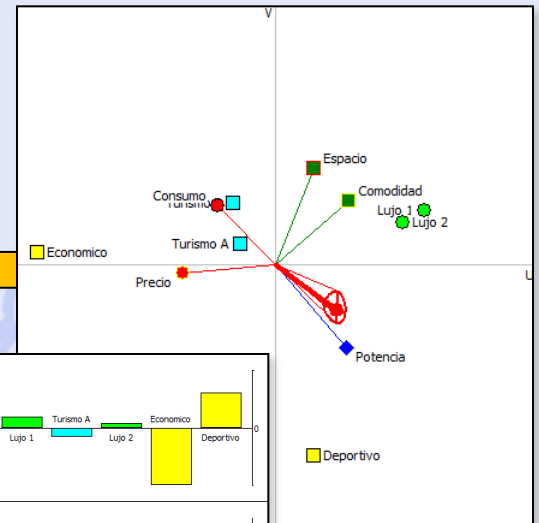 V
Espacio
Consumo
Comodidad
Lujo 1
Lujo 2
Turismo A
Economico
U
Precio
Potencia
Turismo A
Economico
Lujo 1
Lujo 2
Deportivo
0
Deportivo